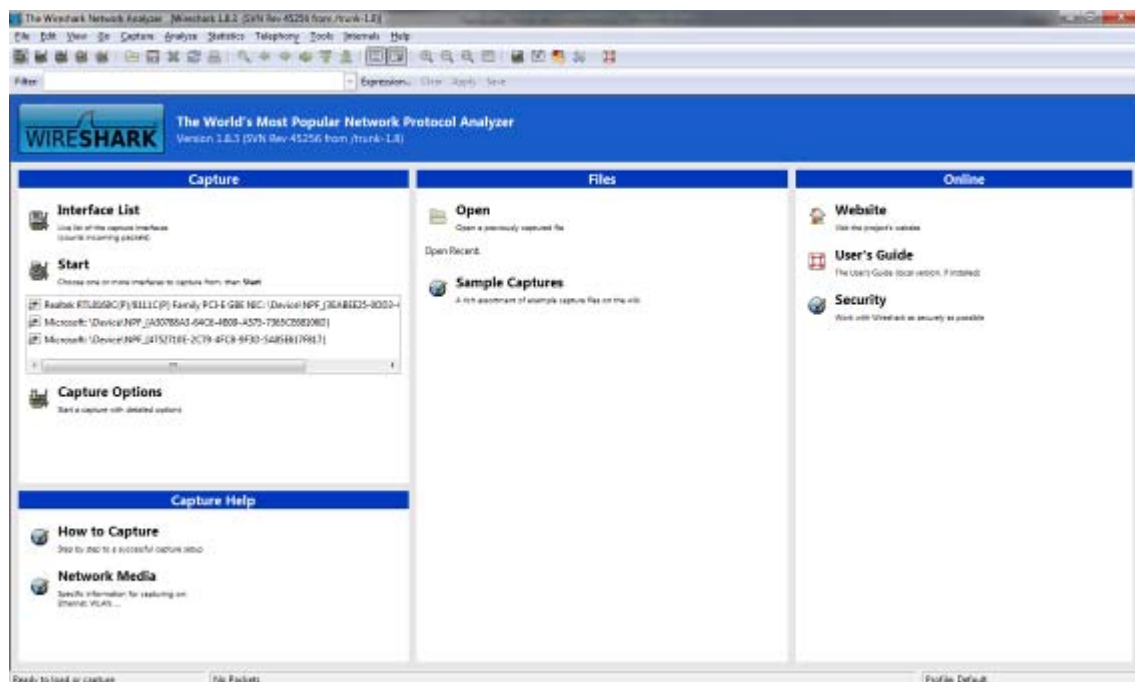 The Wireshark Network Analyzer [Wireshark 1.8.3 (SVN Rev 45256 from /trunk-1.8)]
File Edit View Go Capture Analyze Statistics Telephony Tools Internals Help
Filter: Expression... Clear Apply Save
WIRESHARK
The World's Most Popular Network Protocol Analyzer
Version 1.8.3 (SVN Rev 45256 from /trunk-1.8)
Capture
Interface List
Live list of the capture interfaces
(counts incoming packets)
Start
Choose one or more interfaces to capture from, then Start
Realtek Family PCI-E GBE NIC:
Microsoft:
Microsoft:
Capture Options
Start a capture with detailed options
Capture Help
How to Capture
Step by step to a successful capture setup
Network Media
Specific information for capturing on:
Ethernet, WLAN, ...
Files
Open
Open a previously captured file
Open Recent:
Sample Captures
A rich assortment of example capture files on the wiki
Online
Website
Visit the project's website
User's Guide
The User's Guide (local version, if installed)
Security
Work with Wireshark as securely as possible
Ready to load or capture No Packets Profile: Default